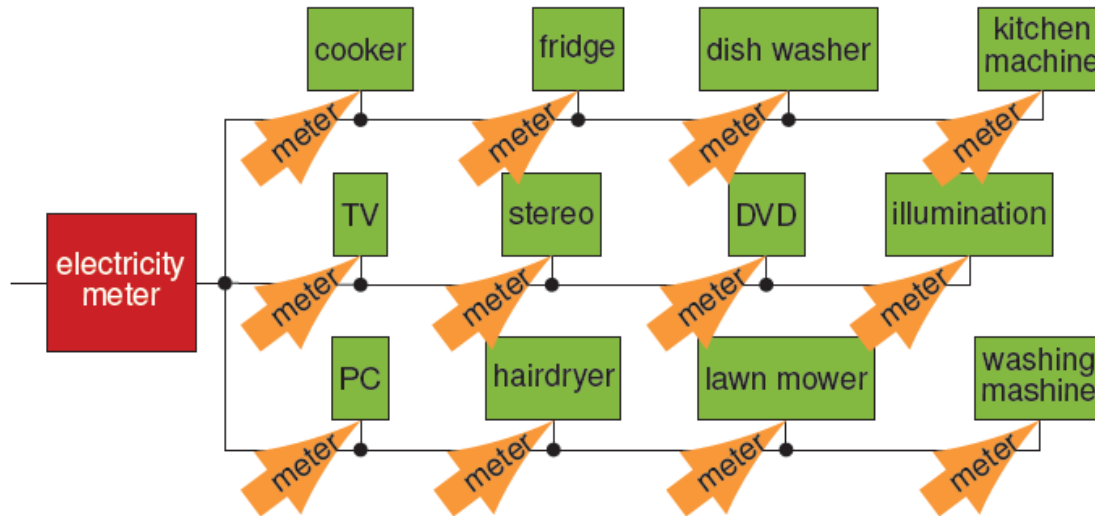 cooker
fridge
dish washer
kitchen
machine
meter
meter
meter
meter
TV
stereo
DVD
illumination
electricity
meter
meter
meter
meter
meter
PC
hairdryer
lawn mower
washing
mashine
meter
meter
meter
meter